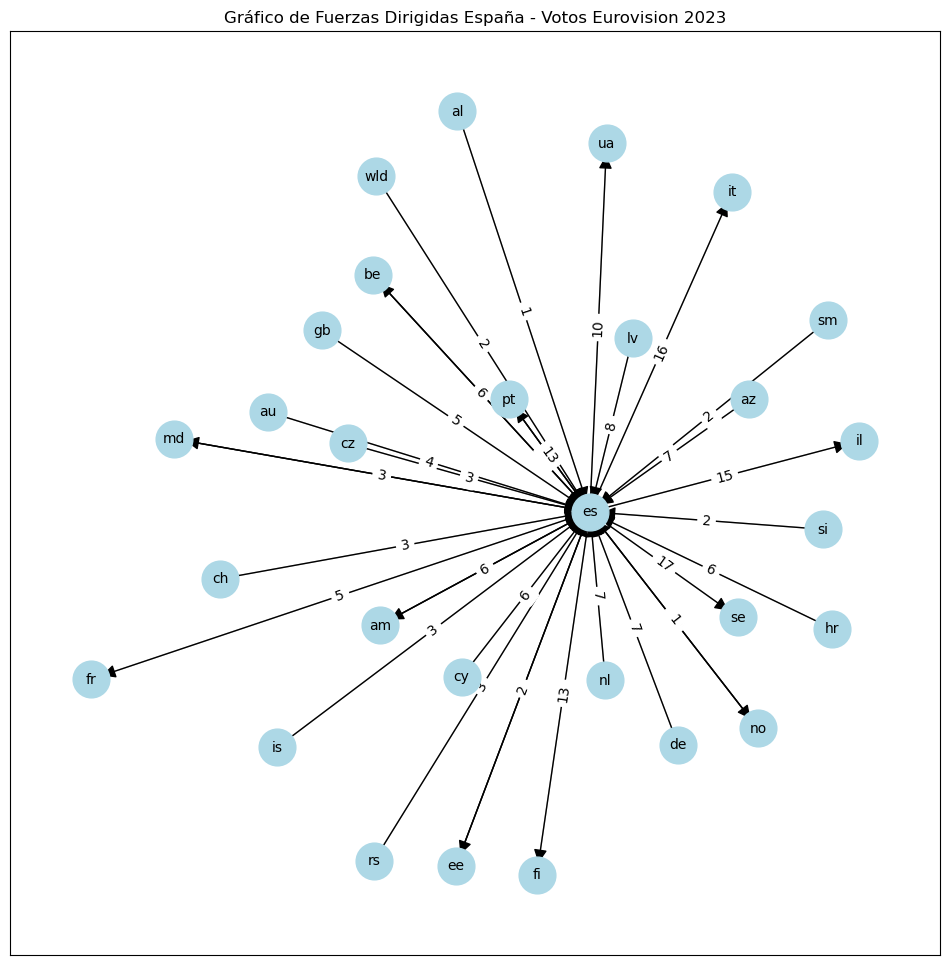 Gráfico de Fuerzas Dirigidas España - Votos Eurovision 2023
al
ua
wld
it
be
1
sm
gb
10
lv
2
16
6
pt
az
au
2
5
8
md
cz
il
13
7
4
3
3
15
es
2
si
3
17
6
ch
6
5
6
7
1
se
am
3
7
hr
fr
cy
nl
2
13
no
is
de
rs
ee
fi